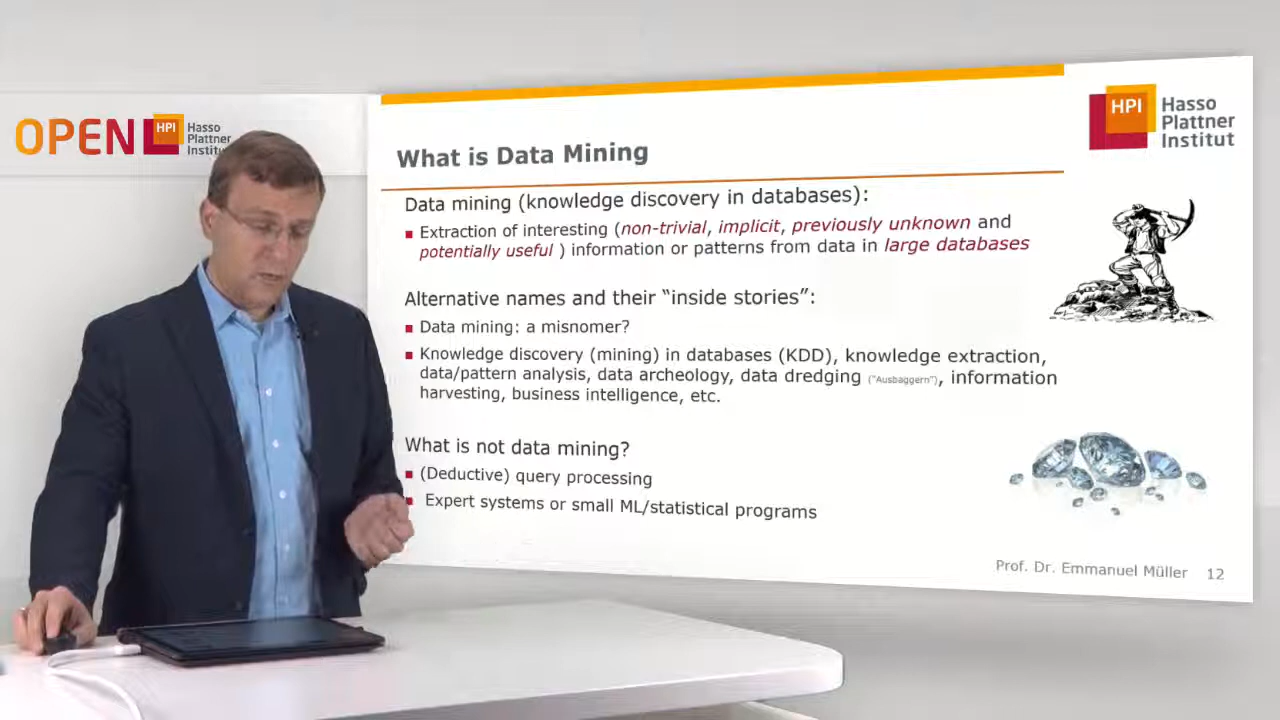 OPEN HPI Hasso
Plattner
Institut
HPI Hasso
Plattner
Institut
What is Data Mining
Data mining (knowledge discovery in databases):
Extraction of interesting (non-trivial, implicit, previously unknown and
potentially useful ) information or patterns from data in large databases
Alternative names and their “inside stories”:
Data mining: a misnomer?
Knowledge discovery (mining) in databases (KDD), knowledge extraction,
data/pattern analysis, data archeology, data dredging (“Ausbaggern”), information
harvesting, business intelligence, etc.
What is not data mining?
(Deductive) query processing
Expert systems or small ML/statistical programs
Prof. Dr. Emmanuel Müller 12